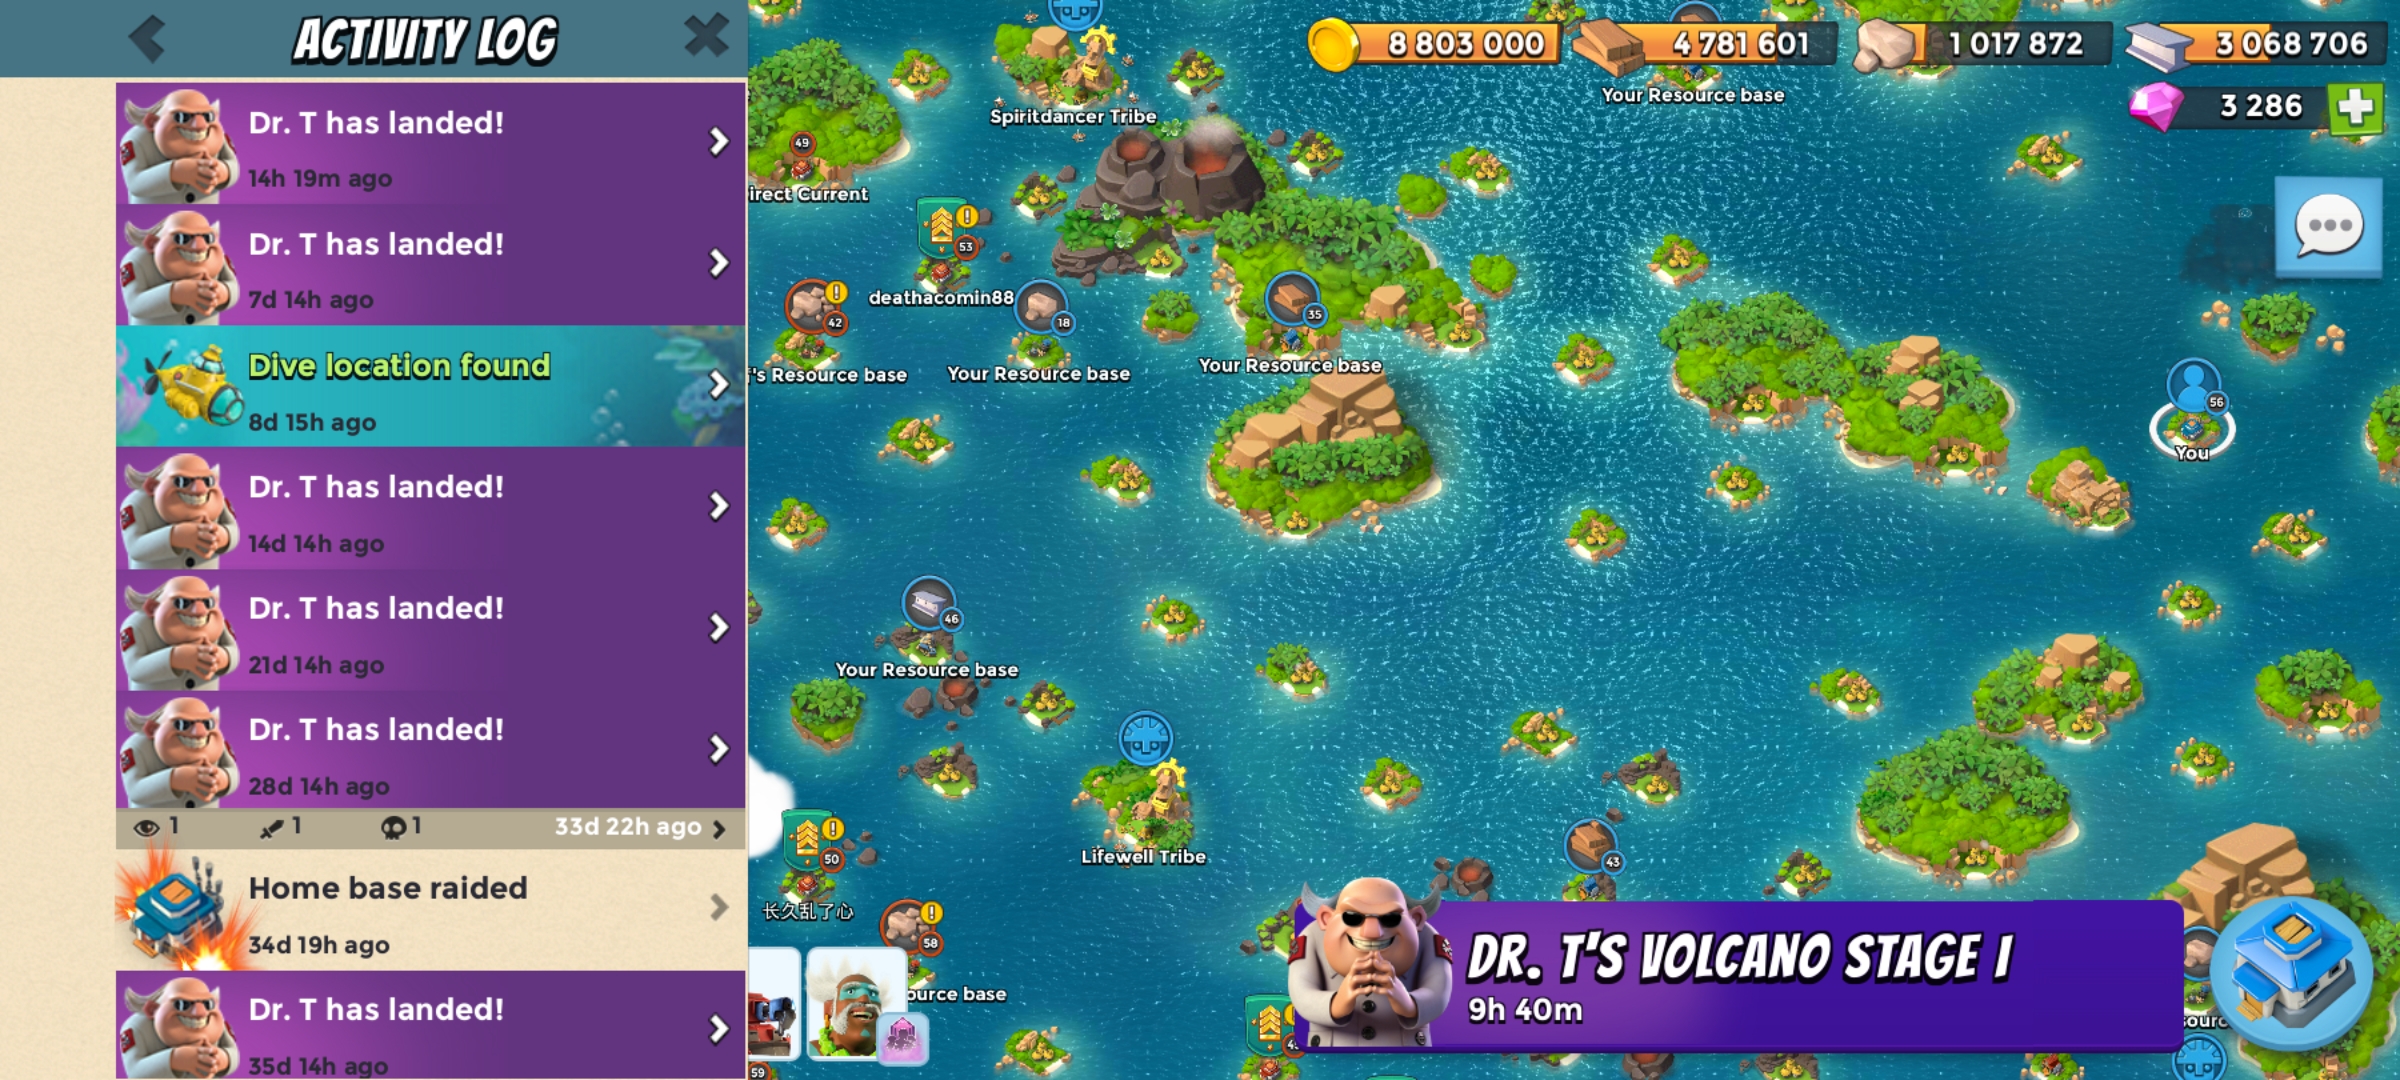 ACTIVITY LOG
Dr. T has landed!
14h 19m ago
Dr. T has landed!
7d 14h ago
Dive location found
8d 15h ago
Dr. T has landed!
14d 14h ago
Dr. T has landed!
21d 14h ago
Dr. T has landed!
28d 14h ago
1 1 1 33d 22h ago
Home base raided
34d 19h ago
Dr. T has landed!
35d 14h ago
8 803 000 4 781 601 1 017 872 3 068 706
3 286
Your Resource base
Spiritdancer Tribe
49
irect Current
53
deathacomin88
42
's Resource base
18
Your Resource base
35
Your Resource base
56
You
46
Your Resource base
Lifewell Tribe
50
长久乱了心
58
ource base
43
59
DR. T'S VOLCANO STAGE I
9h 40m